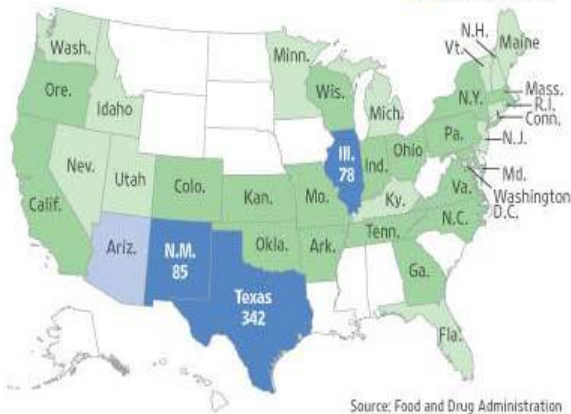 Wash.
Ore.
Idaho
Nev.
Calif.
Utah
Ariz.
Colo.
N.M.
85
Kan.
Okla.
Texas
342
Minn.
Wis.
Mich.
Ill.
78
Ind.
Ohio
Mo.
Ky.
Ark.
Tenn.
N.H.
Vt.
Maine
N.Y.
Mass.
R.I.
Conn.
Pa.
N.J.
Md.
Va.
Washington
D.C.
N.C.
Ga.
Fla.
Source: Food and Drug Administration